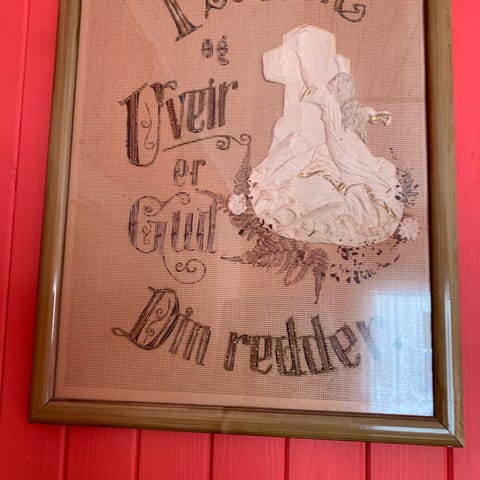 og
Uveir
er
Gud
Din redder